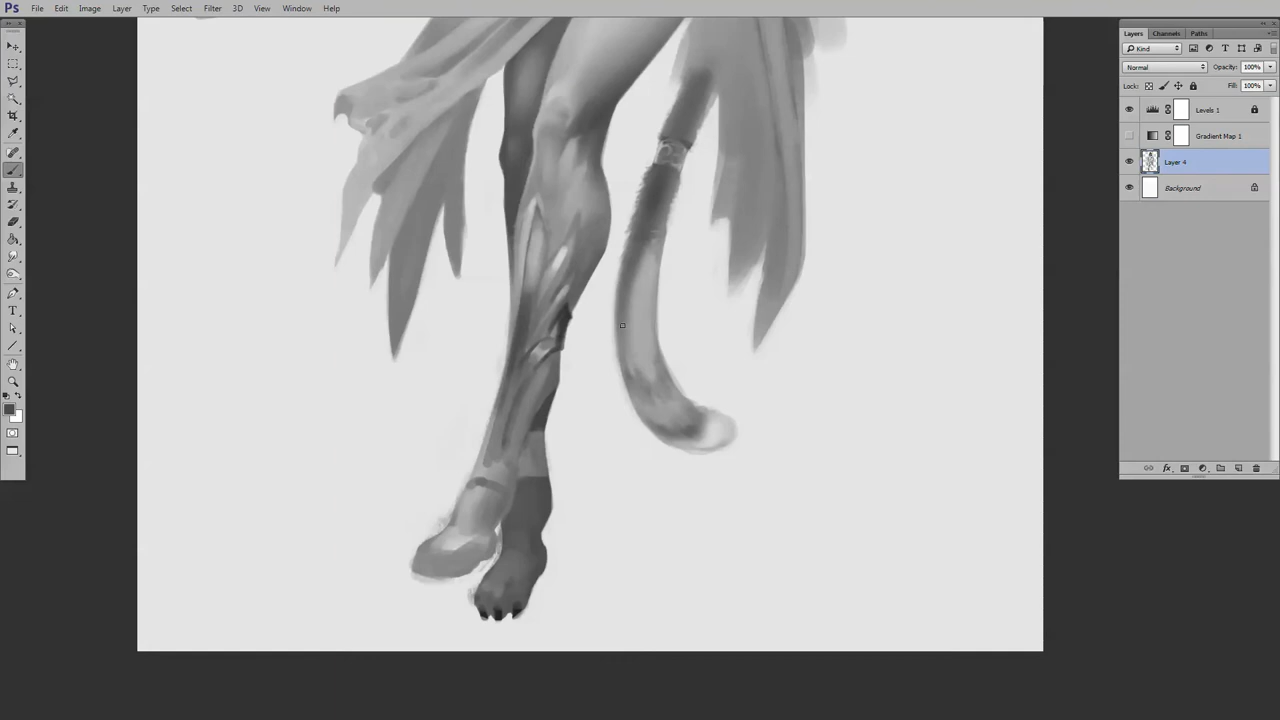 Ps File Edit Image Layer Type Select Filter 3D View Window Help
Layers Channels Paths
Kind
Normal Opacity: 100%
Lock: Fill: 100%
Levels 1
Gradient Map 1
Layer 4
Background